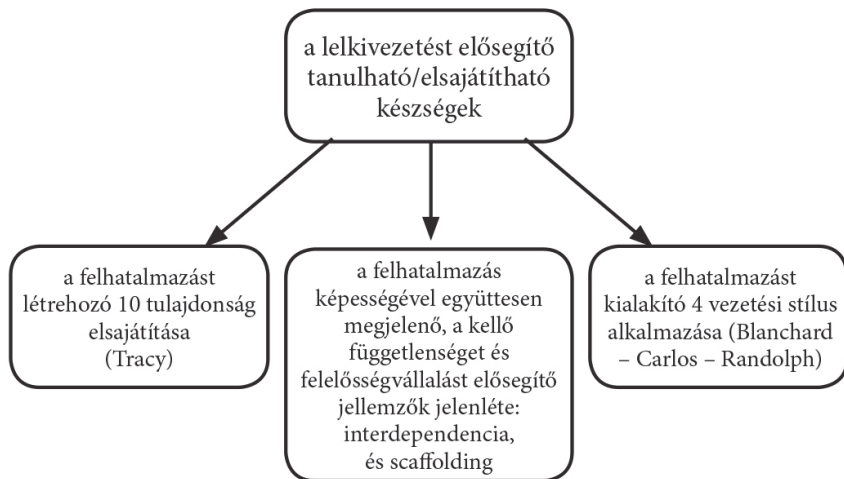 a lelkivezetést elősegítő
tanulható/elsajátítható
készségek
a felhatalmazást
létrehozó 10 tulajdonság
elsajátítása
(Tracy)
a felhatalmazás
képességével együttesen
megjelenő, a kellő
függetlenséget és
felelősségvállalást elősegítő
jellemzők jelenléte:
interdependencia,
és scaffolding
a felhatalmazást
kialakító 4 vezetési stílus
alkalmazása (Blanchard
– Carlos – Randolph)